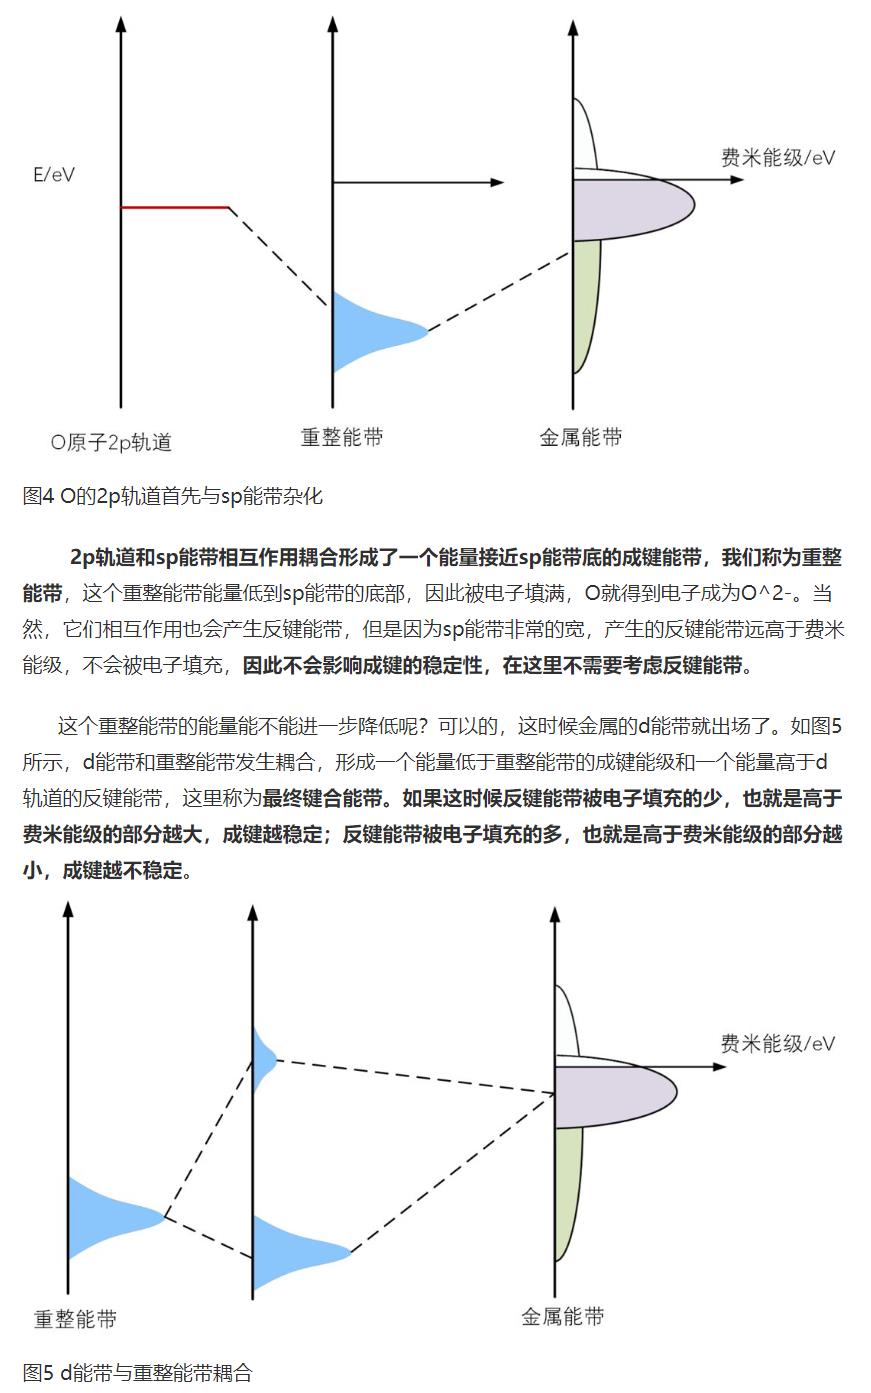 费米能级/eV
E/eV
O原子2p轨道
重整能带
金属能带
图4 O的2p轨道首先与sp能带杂化
2p轨道和sp能带相互作用耦合形成了一个能量接近sp能带底的成键能带，我们称为重整
能带，这个重整能带能量低到sp能带的底部，因此被电子填满，O就得到电子成为O^2-。当
然，它们相互作用也会产生反键能带，但是因为sp能带非常的宽，产生的反键能带远高于费米
能级，不会被电子填充，因此不会影响成键的稳定性，在这里不需要考虑反键能带。
这个重整能带的能量能不能进一步降低呢？可以的，这时候金属的d能带就出场了。如图5
所示，d能带和重整能带发生耦合，形成一个能量低于重整能带的成键能级和一个能量高于d
轨道的反键能带，这里称为最终键合能带。如果这时候反键能带被电子填充的少，也就是高于
费米能级的部分越大，成键越稳定；反键能带被电子填充的多，也就是高于费米能级的部分越
小，成键越不稳定。
费米能级/eV
重整能带
金属能带
图5 d能带与重整能带耦合